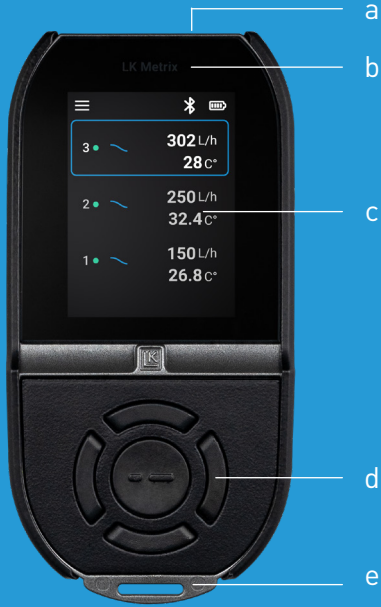 a
LK Metrix
b
3 302 L/h
28 C°
2 250 L/h
32.4 C°
c
1 150 L/h
26.8 C°
LK
d
e